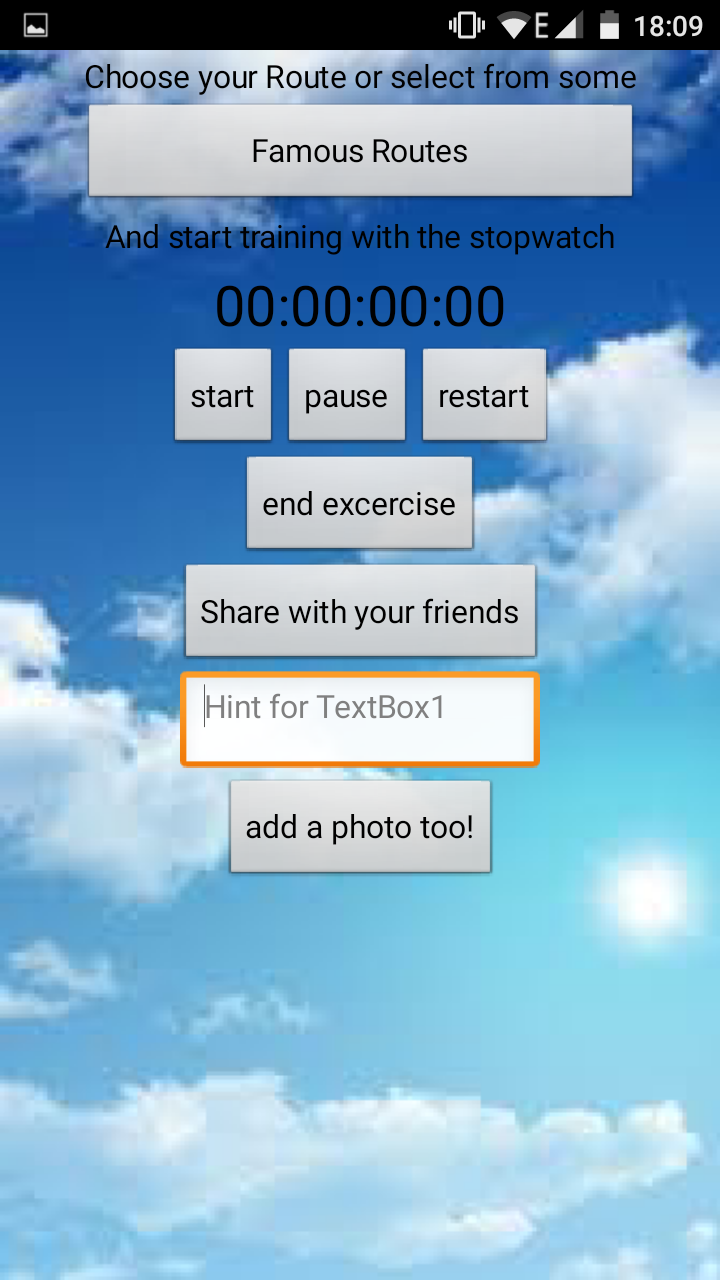 E 18:09
Choose your Route or select from some
Famous Routes
And start training with the stopwatch
00:00:00:00
start pause restart
end excercise
Share with your friends
Hint for TextBox1
add a photo too!